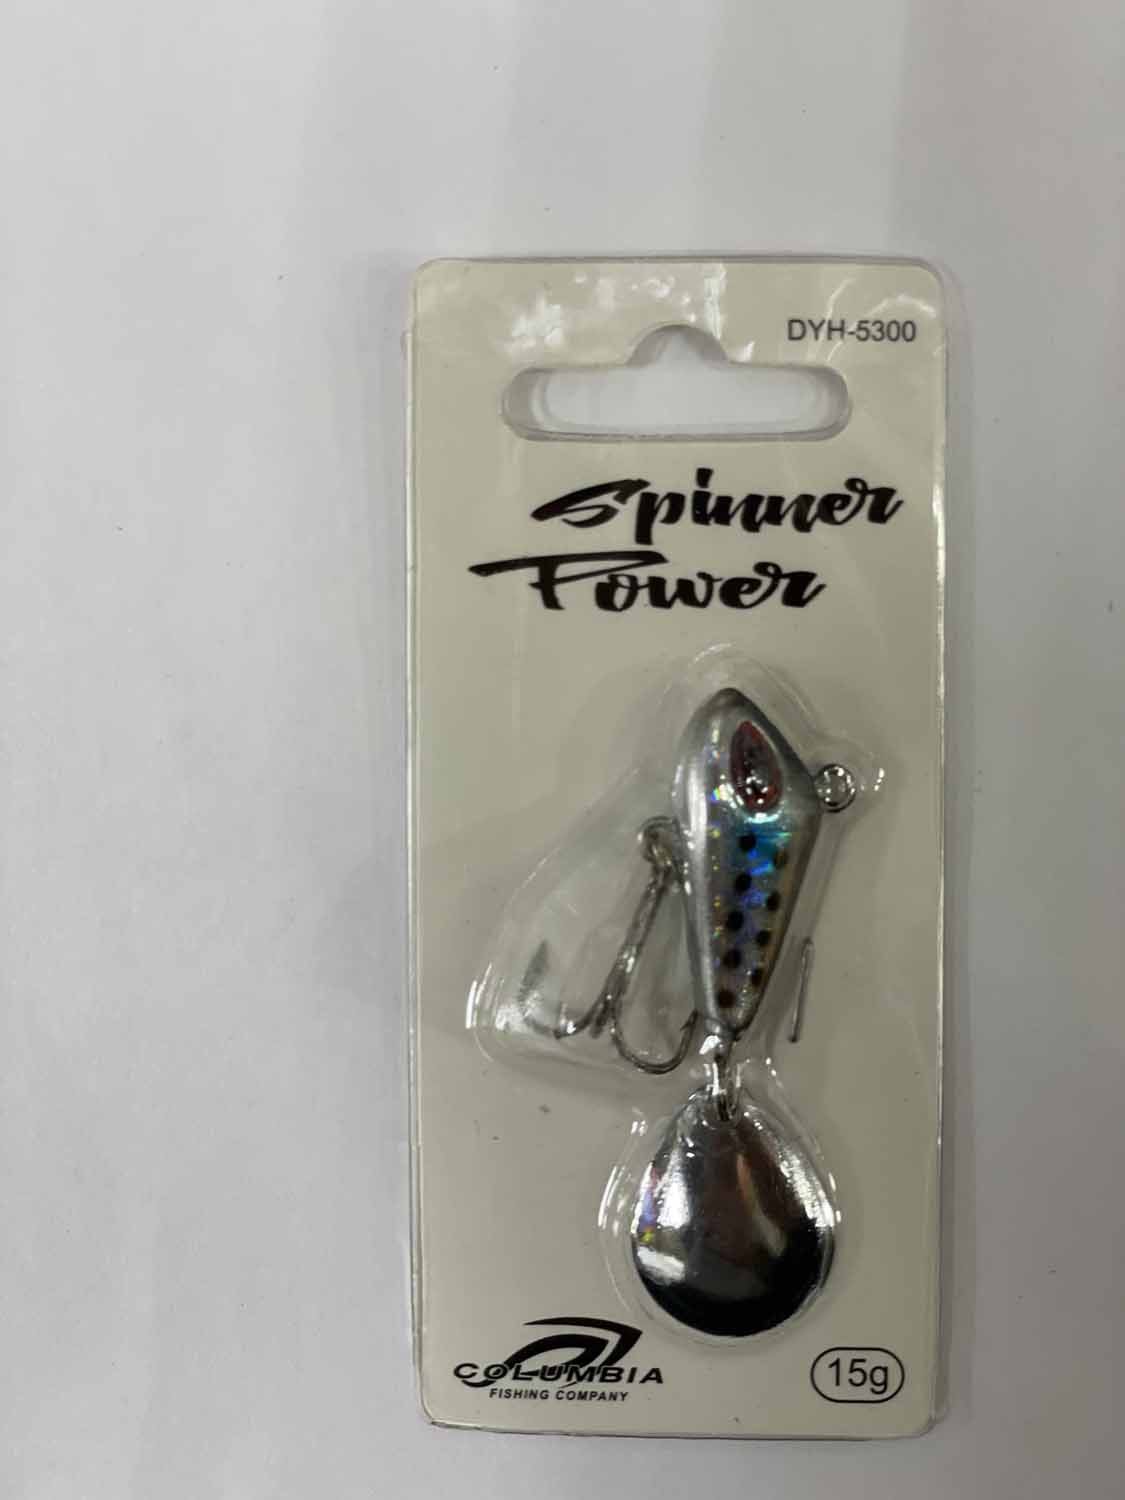 DYH-5300
Spinner
Power
COLUMBIA
FISHING COMPANY
15g